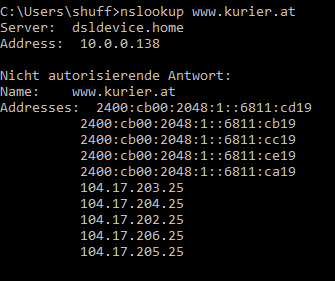 C:\Users\shuff>nslookup www.kurier.at
Server:  dsldevice.home
Address:  10.0.0.138

Nicht autorisierende Antwort:
Name:    www.kurier.at
Addresses:  2400:cb00:2048:1::6811:cd19
          2400:cb00:2048:1::6811:cb19
          2400:cb00:2048:1::6811:cc19
          2400:cb00:2048:1::6811:ce19
          2400:cb00:2048:1::6811:ca19
          104.17.203.25
          104.17.204.25
          104.17.202.25
          104.17.206.25
          104.17.205.25